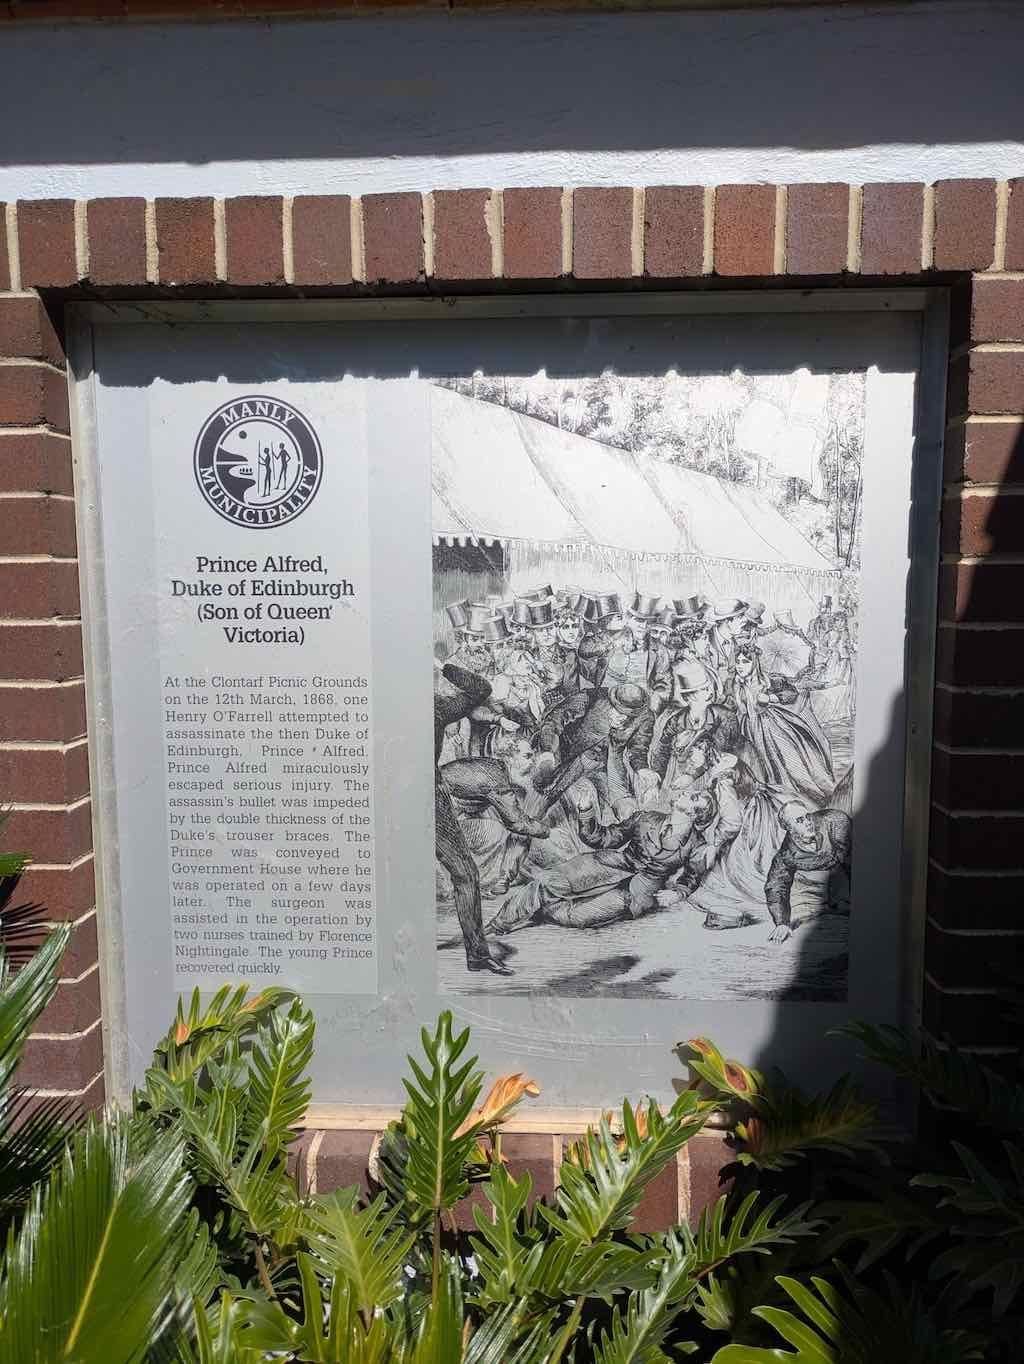 MANLY
MUNICIPALITY
Prince Alfred,
Duke of Edinburgh
(Son of Queen
Victoria)
At the Clontarf Picnic Grounds
on the 12th March, 1868, one
Henry O'Farrell attempted to
assassinate the then Duke of
Edinburgh, Prince Alfred.
Prince Alfred miraculously
escaped serious injury. The
assassin's bullet was impeded
by the double thickness of the
Duke's trouser braces. The
Prince was conveyed to
Government House where he
was operated on a few days
later. The surgeon was
assisted in the operation by
two nurses trained by Florence
Nightingale. The young Prince
recovered quickly.